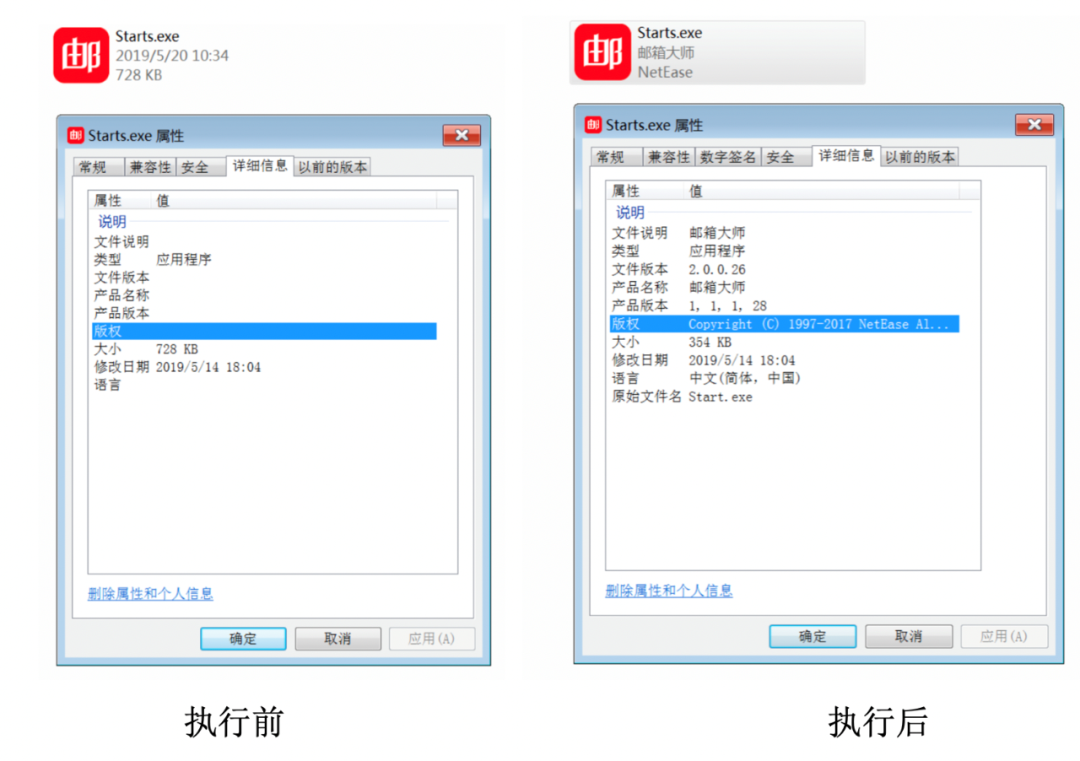 邮
Starts.exe
2019/5/20 10:34
728 KB
邮 Starts.exe 属性
常规 兼容性 安全 详细信息 以前的版本
属性 值
说明
文件说明
类型 应用程序
文件版本
产品名称
产品版本
版权
大小 728 KB
修改日期 2019/5/14 18:04
语言
删除属性和个人信息
确定 取消 应用(A)
执行前
邮
Starts.exe
邮箱大师
NetEase
邮 Starts.exe 属性
常规 兼容性 数字签名 安全 详细信息 以前的版本
属性 值
说明
文件说明 邮箱大师
类型 应用程序
文件版本 2.0.0.26
产品名称 邮箱大师
产品版本 1, 1, 1, 28
版权 Copyright (C) 1997-2017 NetEase Al...
大小 354 KB
修改日期 2019/5/14 18:04
语言 中文(简体，中国)
原始文件名 Start.exe
删除属性和个人信息
确定 取消 应用(A)
执行后